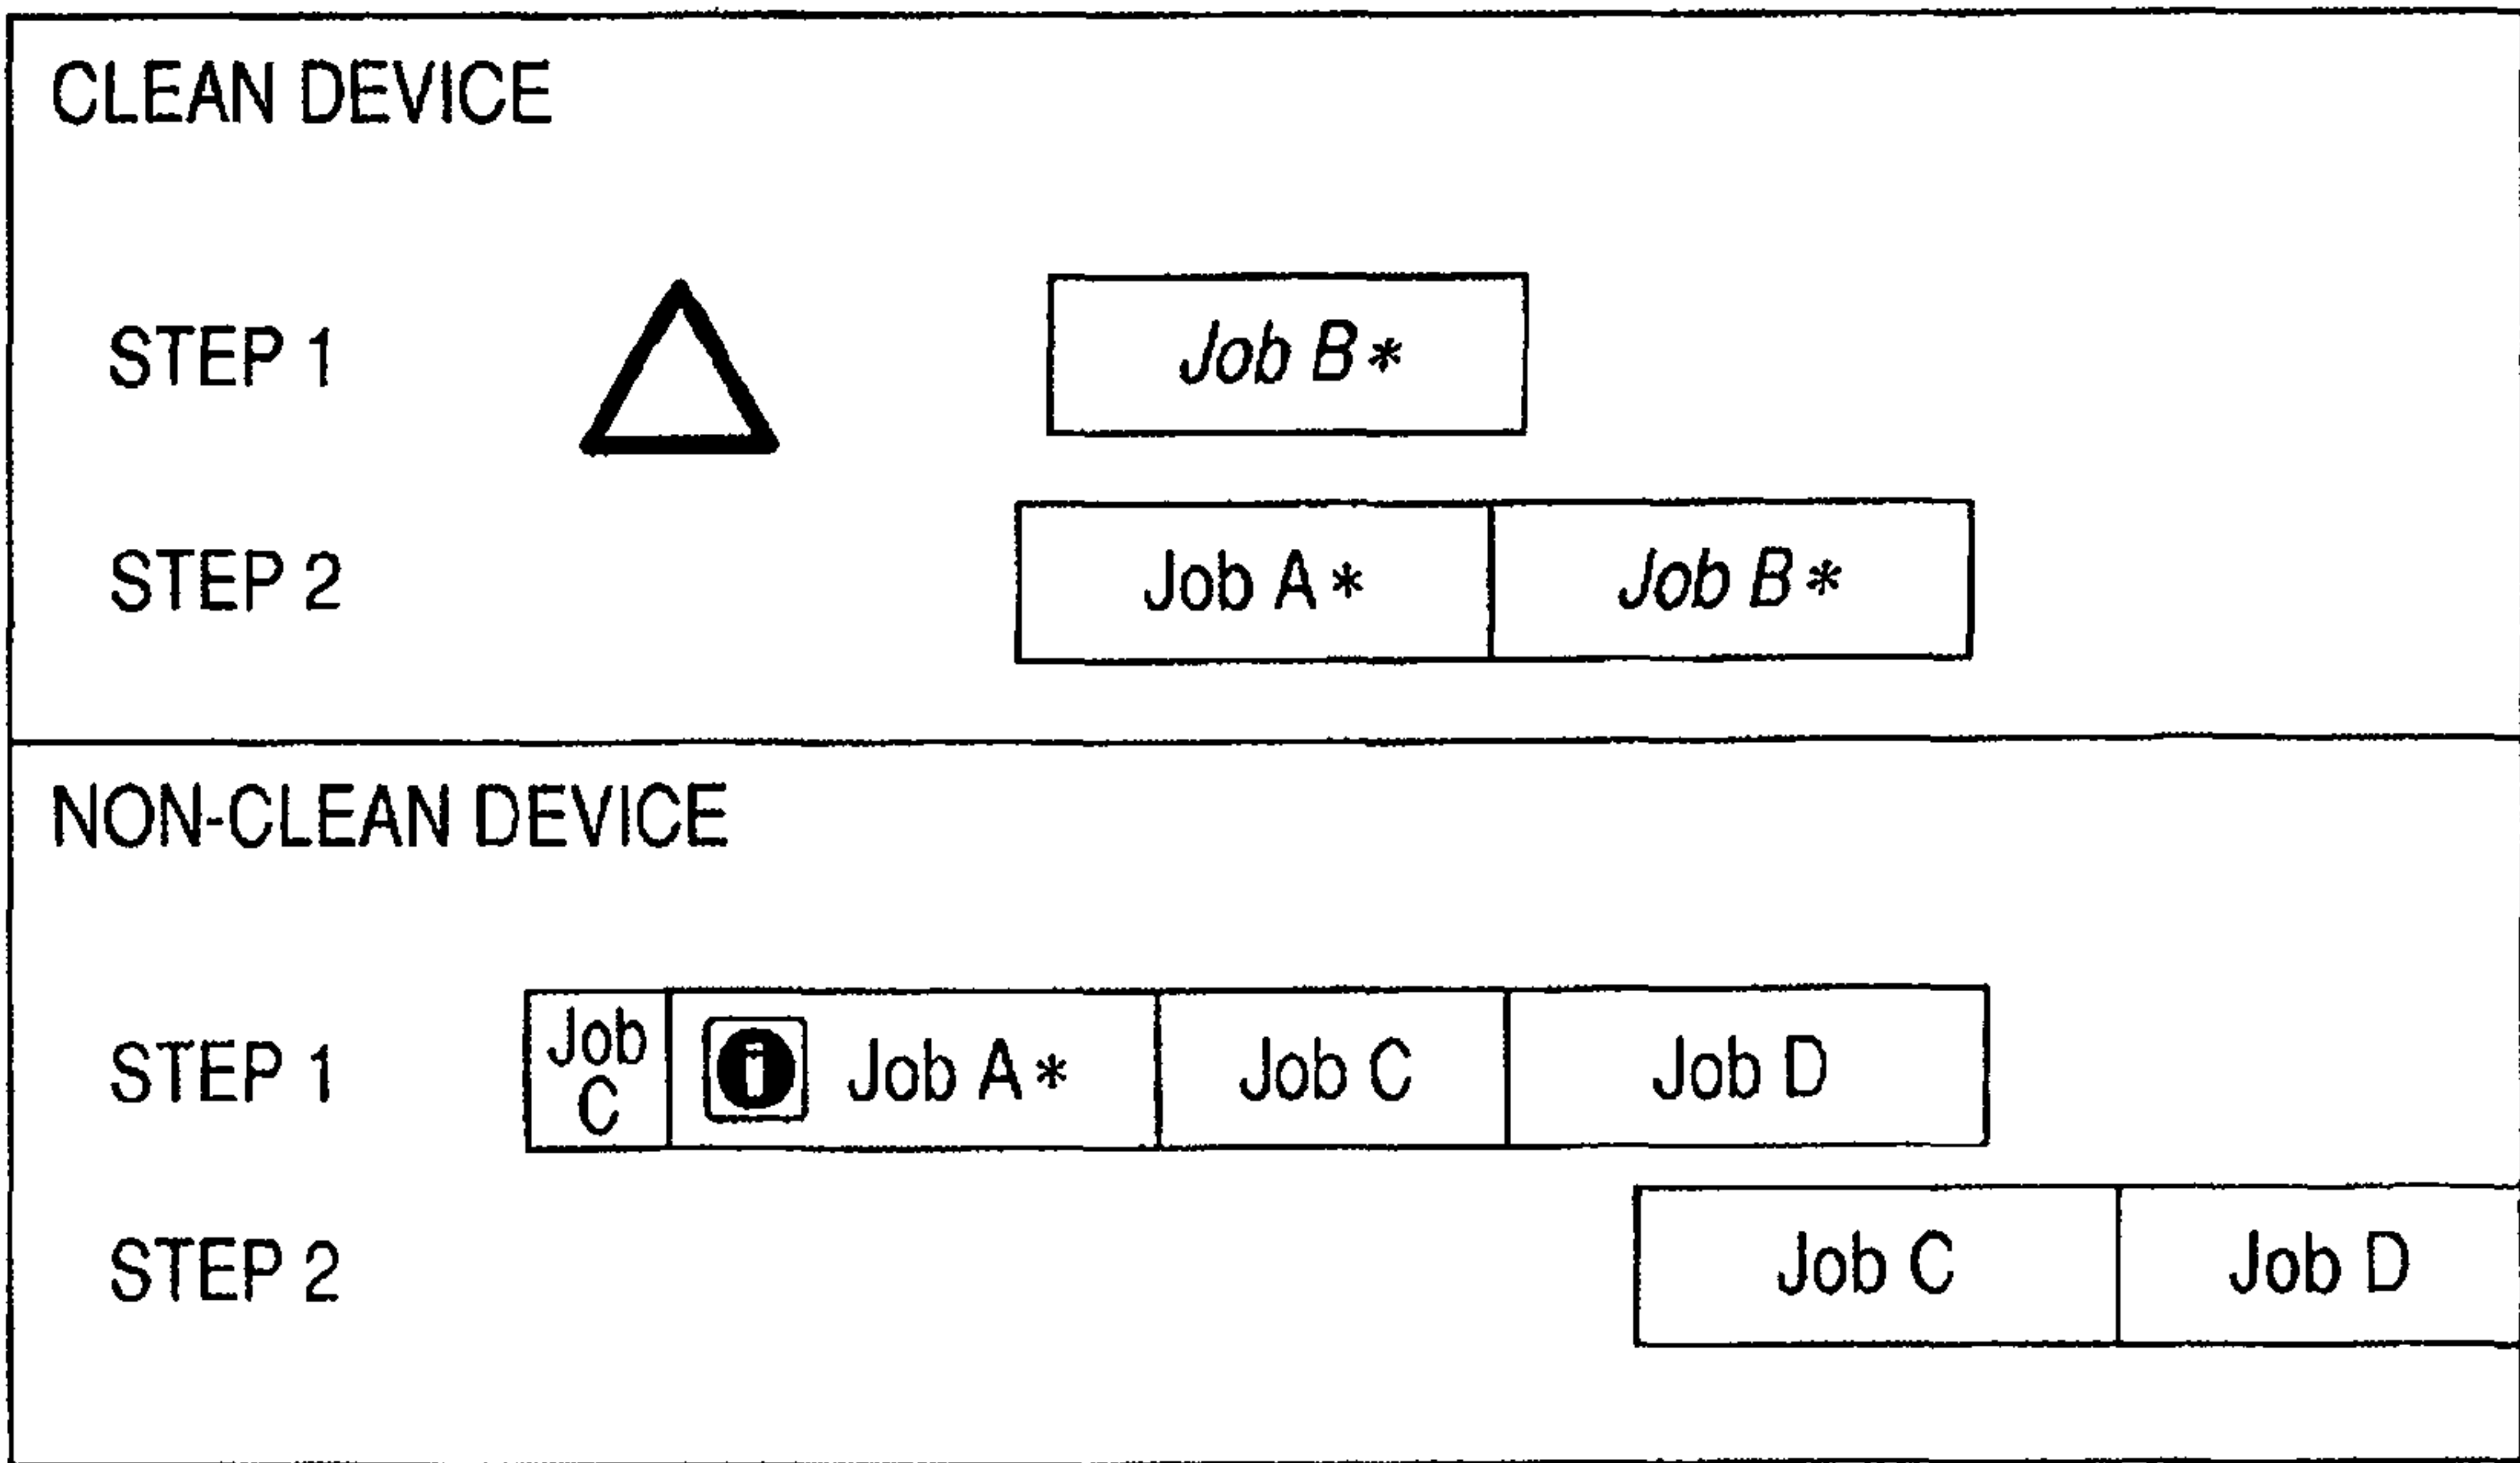 CLEAN DEVICE
STEP 1 Job B*
STEP 2 Job A* Job B*
NON-CLEAN DEVICE
STEP 1 Job C i Job A* Job C Job D
STEP 2 Job C Job D